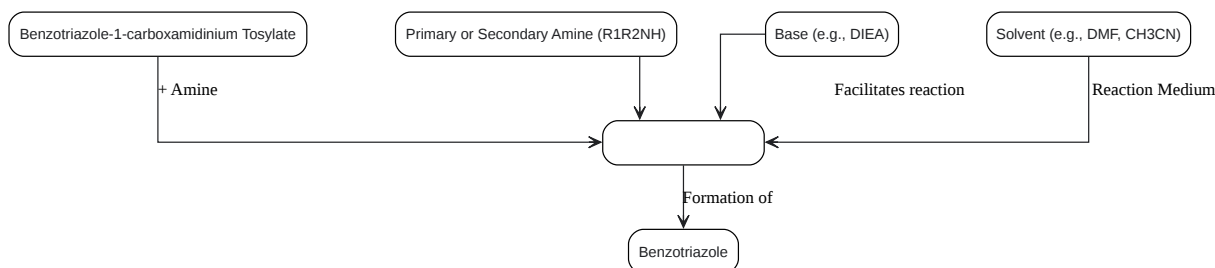 Benzotriazole-1-carboxamidinium Tosylate
Primary or Secondary Amine (R1R2NH)
Base (e.g., DIEA)
Solvent (e.g., DMF, CH3CN)
+ Amine
Facilitates reaction
Reaction Medium
Formation of
Benzotriazole